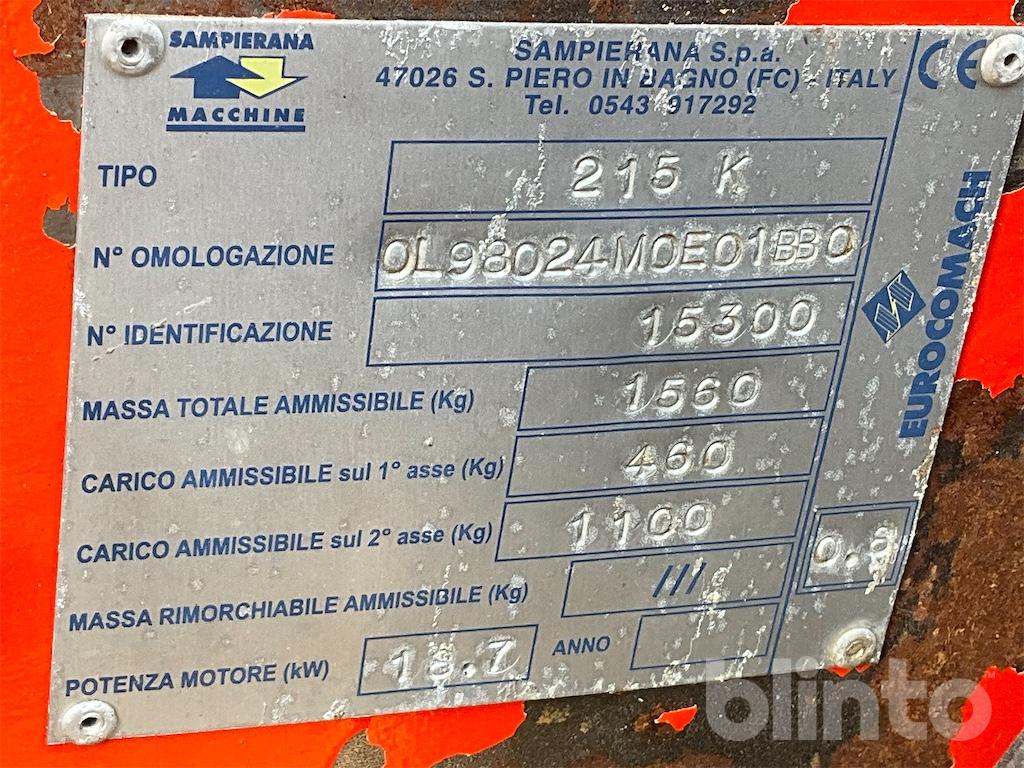 SAMPIERANA
MACCHINE
SAMPIERANA S.p.a.
47026 S. PIERO IN BAGNO (FC) - ITALY
Tel. 0543 917292
CE
TIPO 215 K
N° OMOLOGAZIONE OL98024M0E01BB0
N° IDENTIFICAZIONE 15300
MASSA TOTALE AMMISSIBILE (Kg) 1560
CARICO AMMISSIBILE sul 1° asse (Kg) 460
CARICO AMMISSIBILE sul 2° asse (Kg) 1100
MASSA RIMORCHIABILE AMMISSIBILE (Kg) ///
POTENZA MOTORE (kW) 18.7 ANNO
EUROCOMACH
blinto